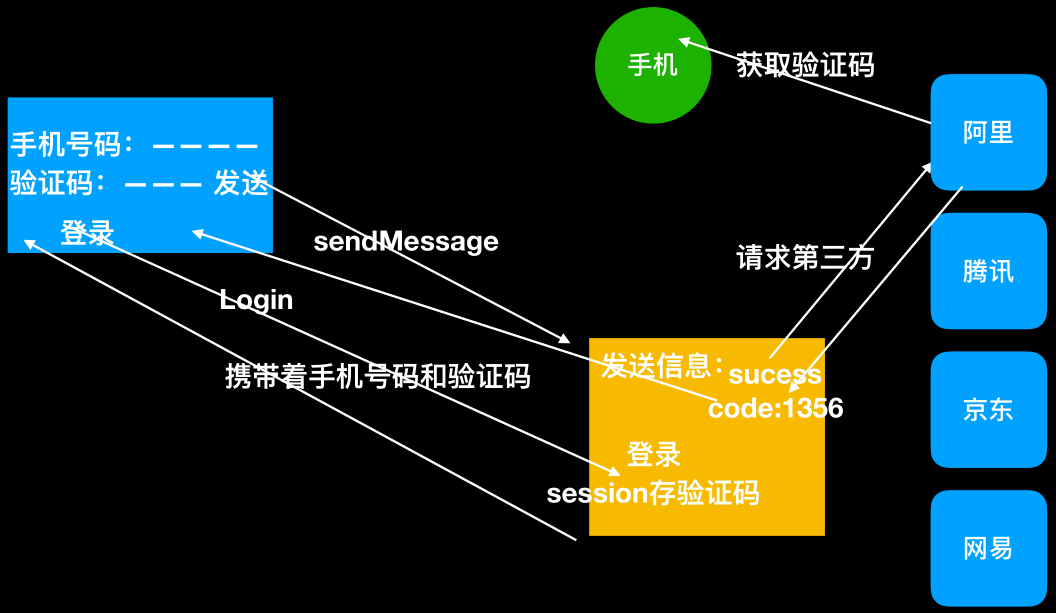 手机
获取验证码
阿里
手机号码：————
验证码：——— 发送
登录
sendMessage
请求第三方
腾讯
Login
发送信息：
sucess
携带着手机号码和验证码
code:1356
京东
登录
session存验证码
网易